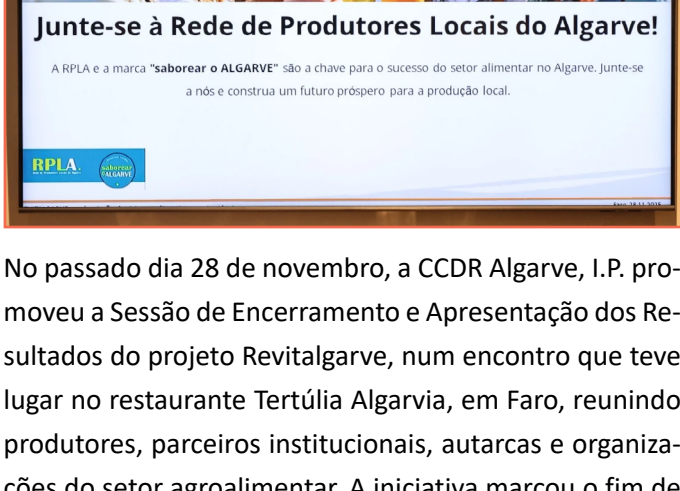 Junte-se à Rede de Produtores Locais do Algarve!
A RPLA e a marca "saborear o ALGARVE" são a chave para o sucesso do setor alimentar no Algarve. Junte-se
a nós e construa um futuro próspero para a produção local.
RPLA
saborear
o ALGARVE
Faro, 28.11.2025
No passado dia 28 de novembro, a CCDR Algarve, I.P. pro-
moveu a Sessão de Encerramento e Apresentação dos Re-
sultados do projeto Revitalgarve, num encontro que teve
lugar no restaurante Tertúlia Algarvia, em Faro, reunindo
produtores, parceiros institucionais, autarcas e organiza-
ções do setor agroalimentar. A iniciativa marcou o fim de